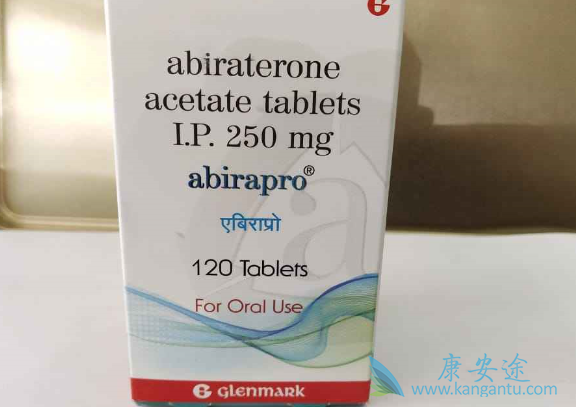 abiraterone
acetate tablets
I.P. 250 mg
abirapro®
एबिराप्रो
120 Tablets
For Oral Use
G glenmark
康安途
www.kangantu.com